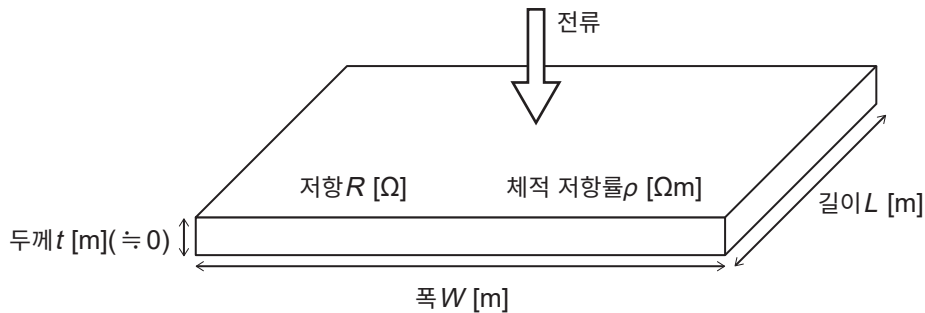 전류
저항R [Ω]
체적 저항률ρ [Ωm]
길이L [m]
두께t [m](≒0)
폭W [m]